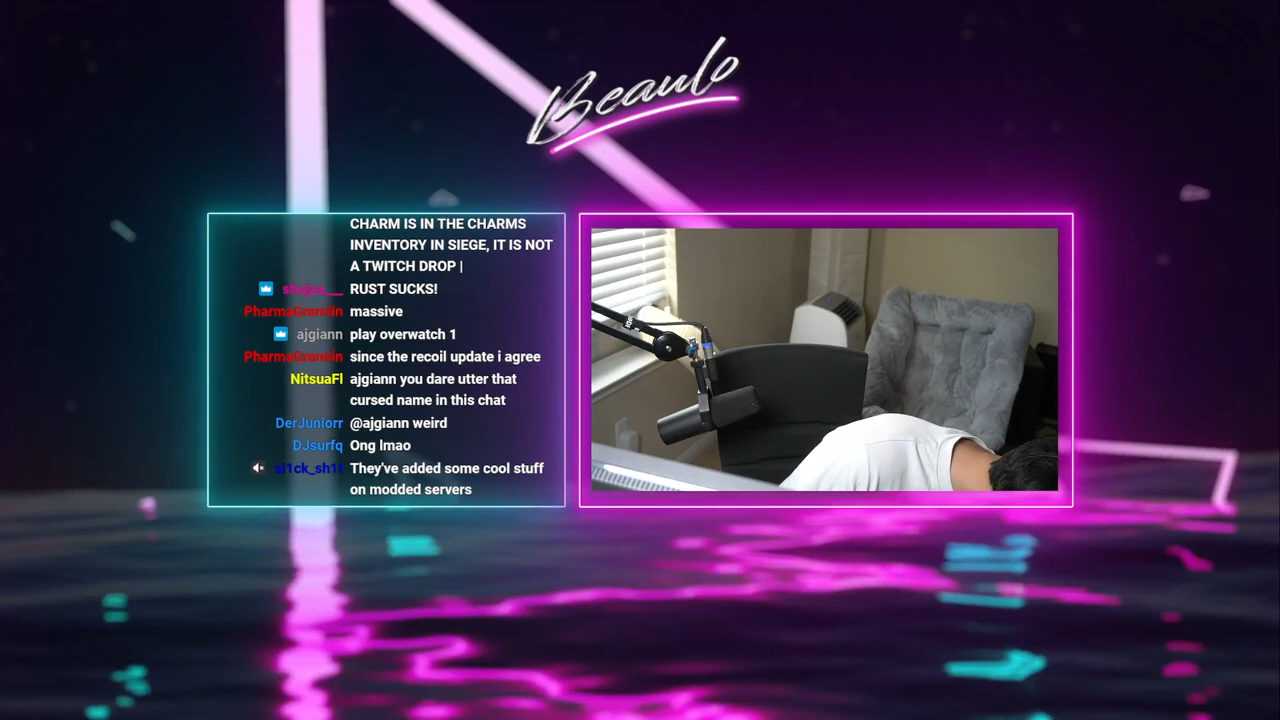 Beaulo
CHARM IS IN THE CHARMS
INVENTORY IN SIEGE, IT IS NOT
A TWITCH DROP |
shujaa___ RUST SUCKS!
PharmaGremlin massive
ajgiann play overwatch 1
PharmaGremlin since the recoil update i agree
NitsuaFl ajgiann you dare utter that
cursed name in this chat
DerJuniorr @ajgiann weird
DJsurfq Ong lmao
sl1ck_sh1t They've added some cool stuff
on modded servers